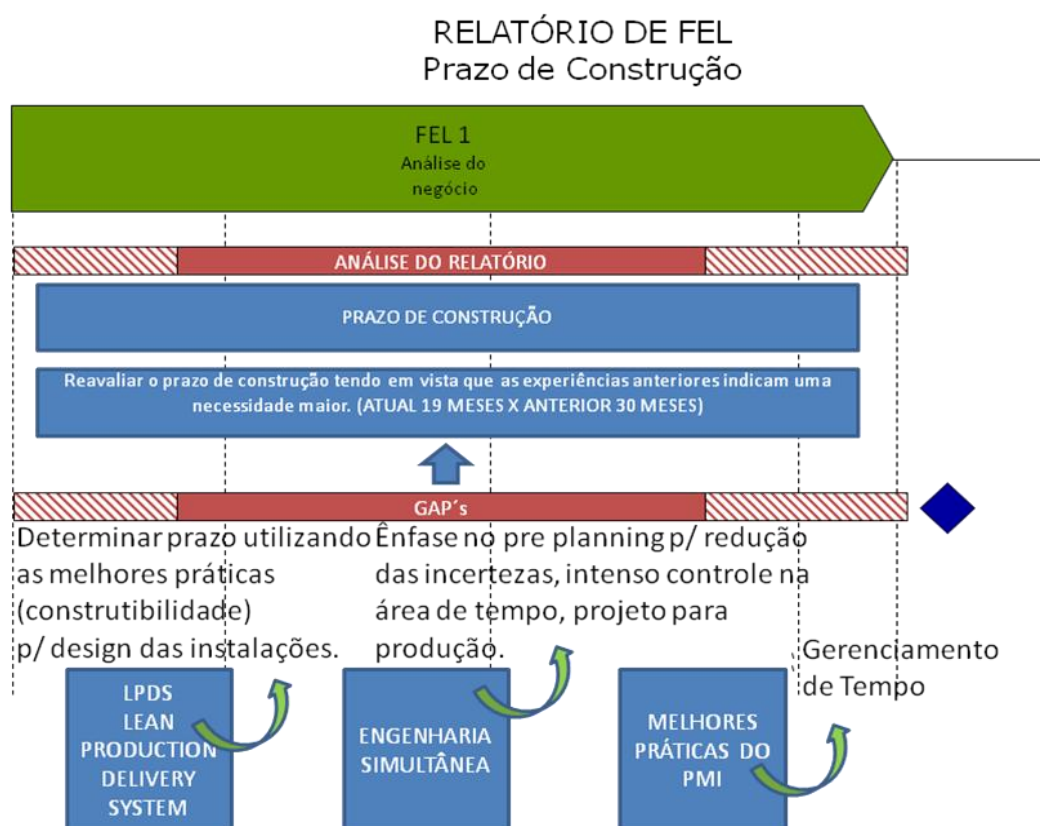 RELATÓRIO DE FEL
Prazo de Construção
FEL 1
Análise do
negócio
ANÁLISE DO RELATÓRIO
PRAZO DE CONSTRUÇÃO
Reavaliar o prazo de construção tendo em vista que as experiências anteriores indicam uma
necessidade maior. (ATUAL 19 MESES X ANTERIOR 30 MESES)
GAP´s
Determinar prazo utilizando
as melhores práticas
(construtibilidade)
p/ design das instalações.
Ênfase no pre planning p/ redução
das incertezas, intenso controle na
área de tempo, projeto para
produção.
Gerenciamento
de Tempo
LPDS
LEAN
PRODUCTION
DELIVERY
SYSTEM
ENGENHARIA
SIMULTÂNEA
MELHORES
PRÁTICAS DO
PMI